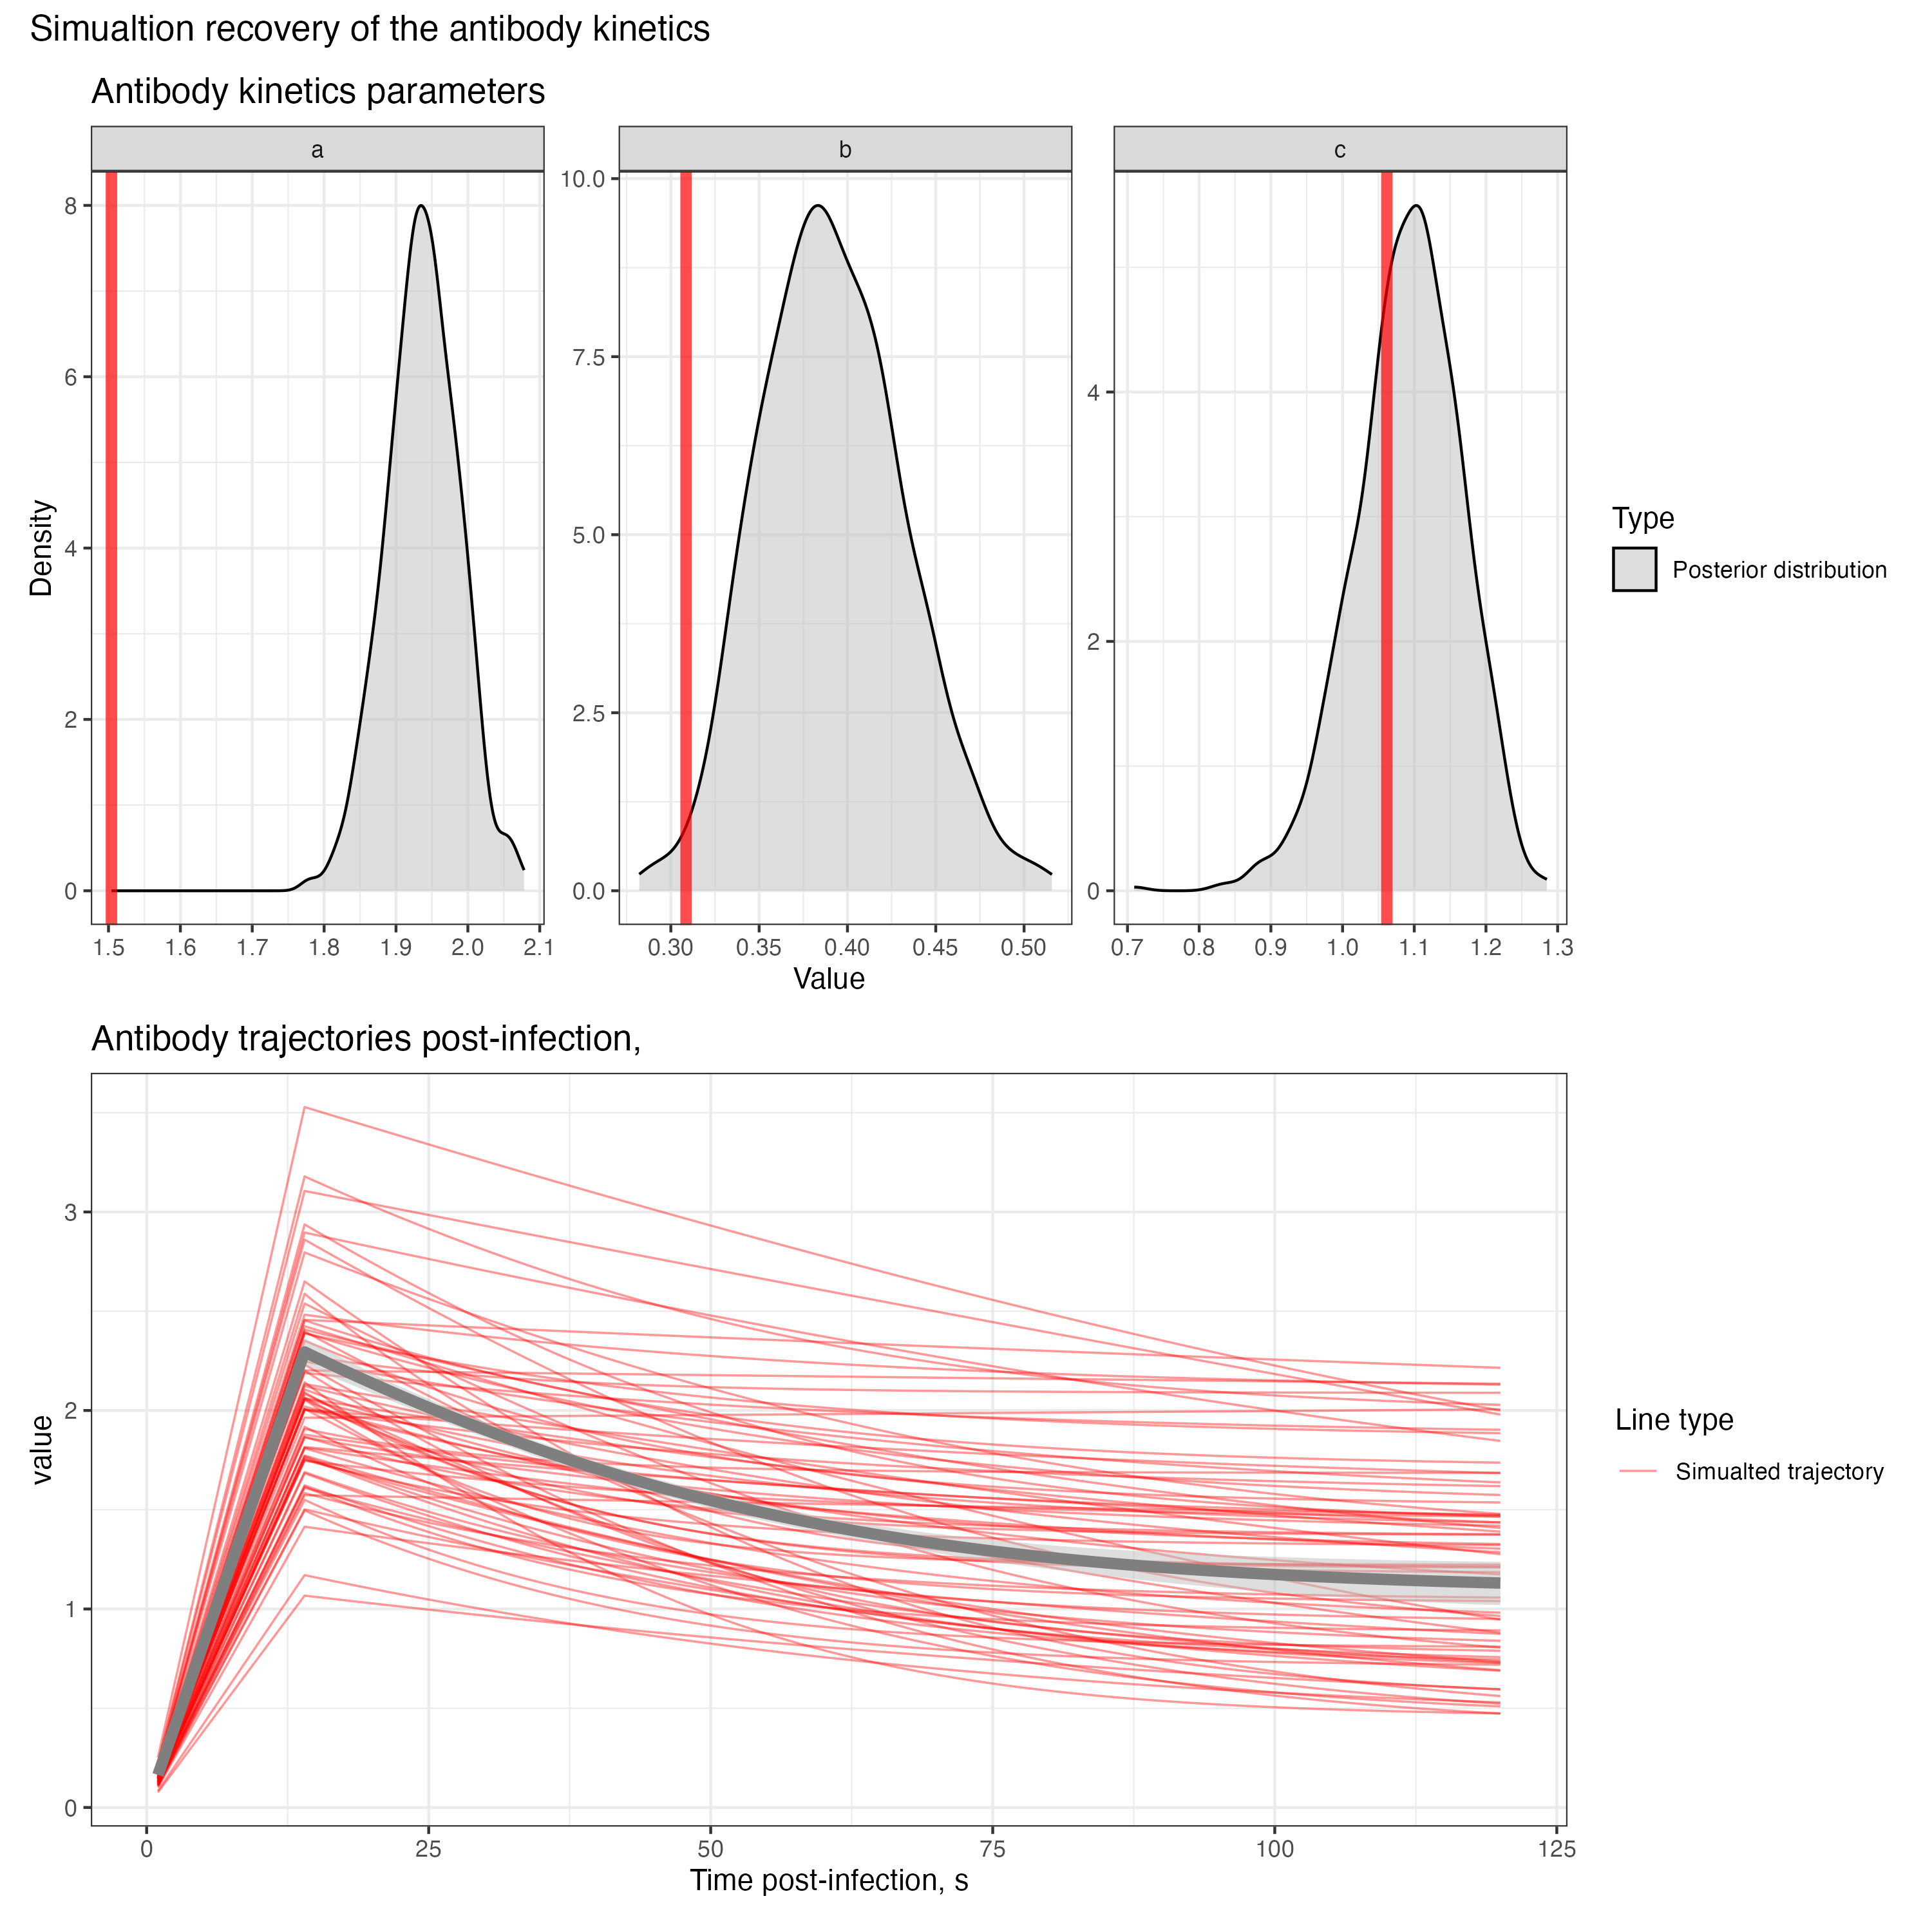 Simualtion recovery of the antibody kinetics
Antibody kinetics parameters
a
b
c
Density
0
2
4
6
8
1.5 1.6 1.7 1.8 1.9 2.0 2.1
0.0
2.5
5.0
7.5
10.0
0.30 0.35 0.40 0.45 0.50
0
2
4
0.7 0.8 0.9 1.0 1.1 1.2 1.3
Value
Type
Posterior distribution
Antibody trajectories post-infection,
value
0
1
2
3
0 25 50 75 100 125
Time post-infection, s
Line type
Simualted trajectory